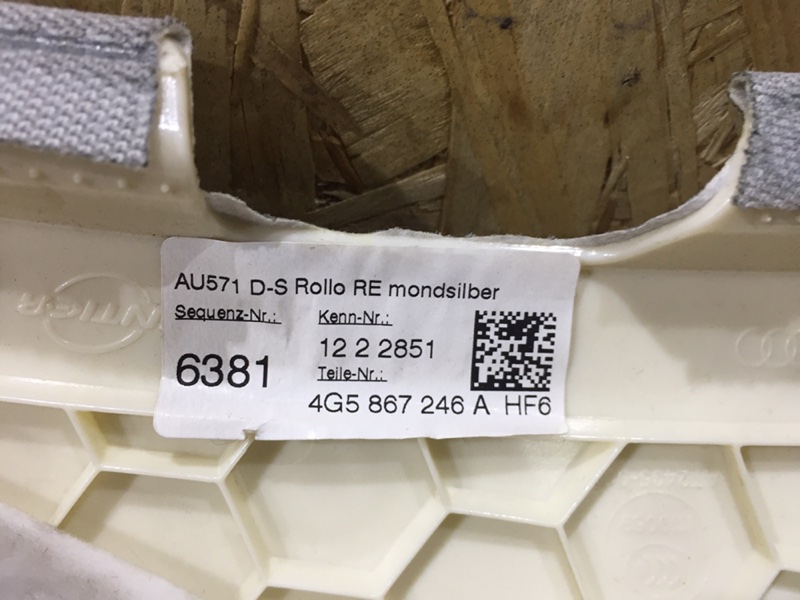 AU571 D-S Rollo RE mondsilber
Sequenz-Nr.:
Kenn-Nr.:
6381
12 2 2851
Teile-Nr.:
4G5 867 246 A HF6